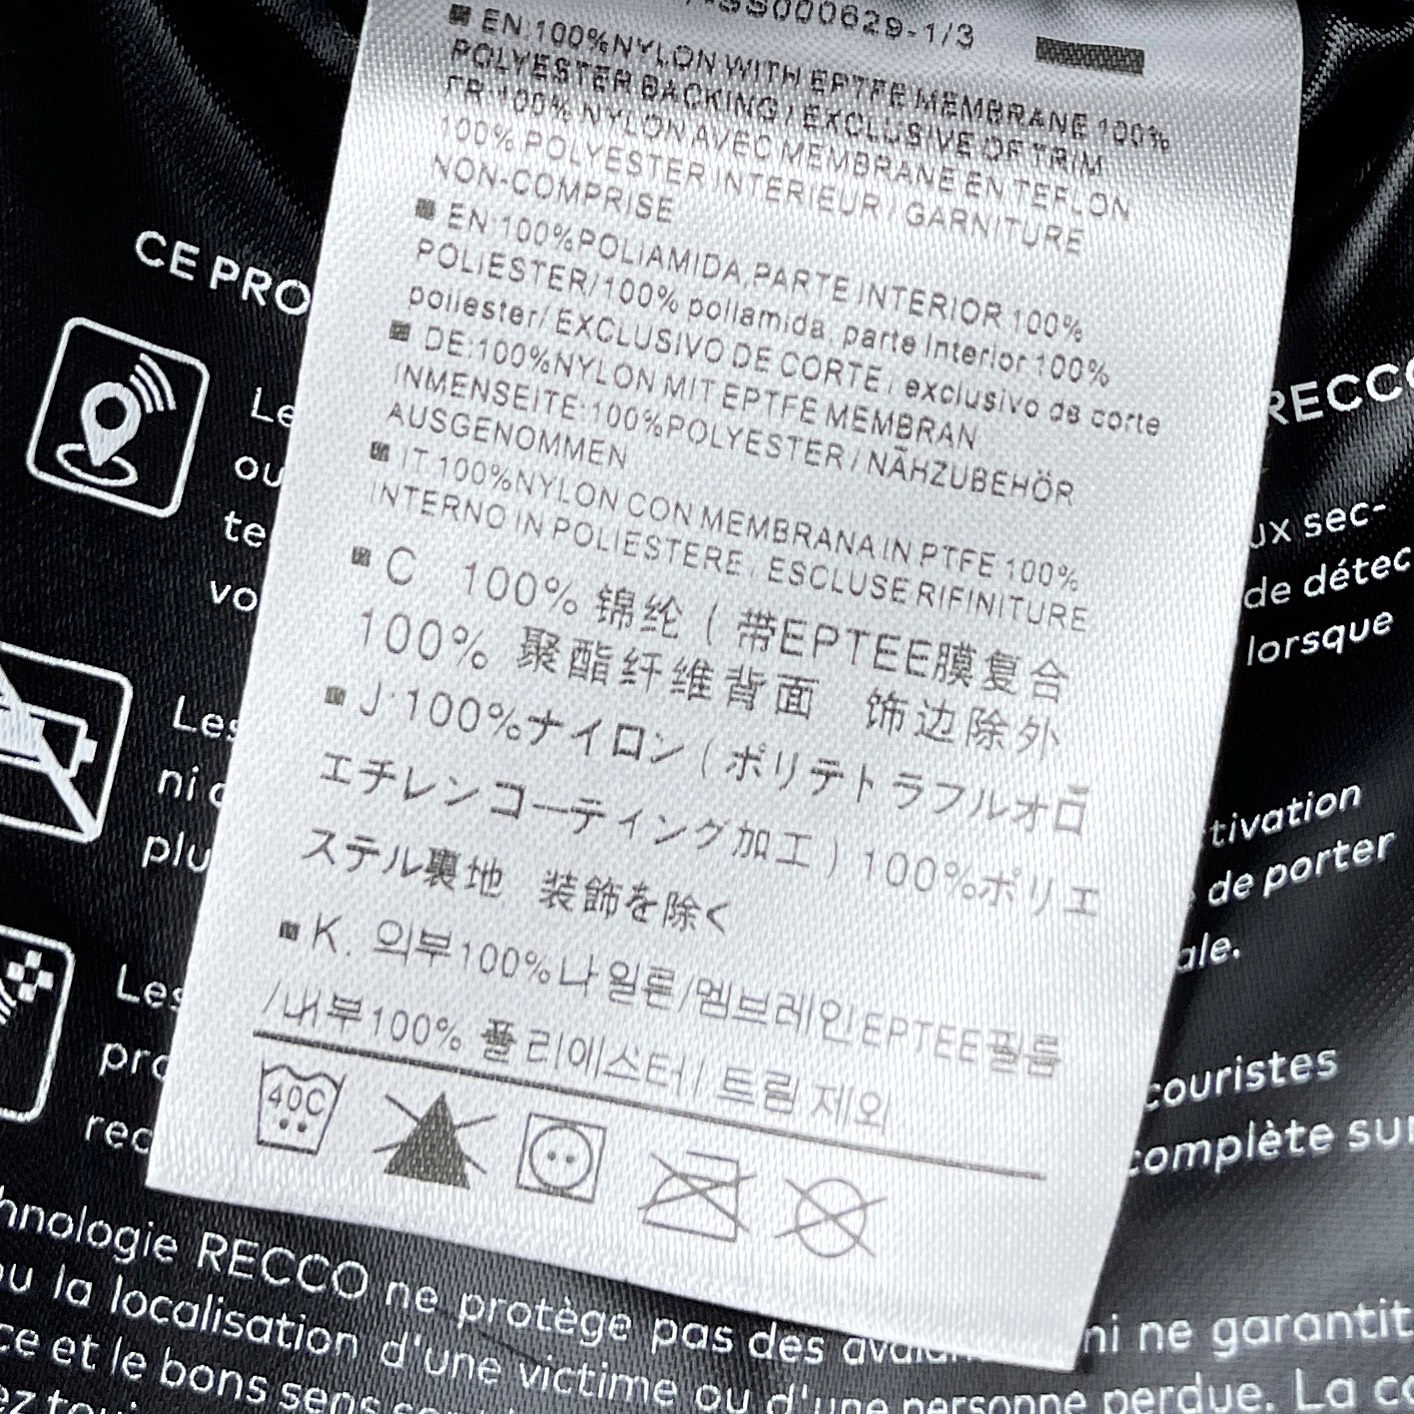 SS000629-1/3
■ EN:100%NYLON WITH EPTFE MEMBRANE 100%
POLYESTER BACKING / EXCLUSIVE OF TRIM
FR:100% NYLON AVEC MEMBRANE EN TEFLON
100% POLYESTER INTERIEUR / GARNITURE
NON-COMPRISE
■ EN:100%POLIAMIDA,PARTE INTERIOR 100%
POLIESTER/100% poliamida, parte Interior 100%
poliester/ EXCLUSIVO DE CORTE, exclusivo de corte
■ DE:100%NYLON MIT EPTFE MEMBRAN
INMENSEITE:100%POLYESTER / NÄHZUBEHÖR
AUSGENOMMEN
■ IT 100%NYLON CON MEMBRANA IN PTFE 100%
INTERNO IN POLIESTERE, ESCLUSE RIFINITURE
■ C 100% 锦纶 ( 带EPTEE膜复合
100% 聚酯纤维背面 饰边除外
■ J:100%ナイロン ( ポリテトラフルオロ
エチレンコーティング加工 ) 100%ポリエ
ステル裏地 装飾を除く
■ K. 외부100%나일론/멤브레인EPTEE필름
/내부100% 폴리에스터/ 트림 제외
40C
CE PRO
RECCO
Le
ou
te
vo
ux sec-
de détec
lorsque
Les
ni
plu
tivation
de porter
ale.
Les
pro
rec
couristes
complète sur
hnologie RECCO ne protège pas des ni ne garantit
ou la localisation d'une victime ou d'une personne perdue. La
ce et le bons sens